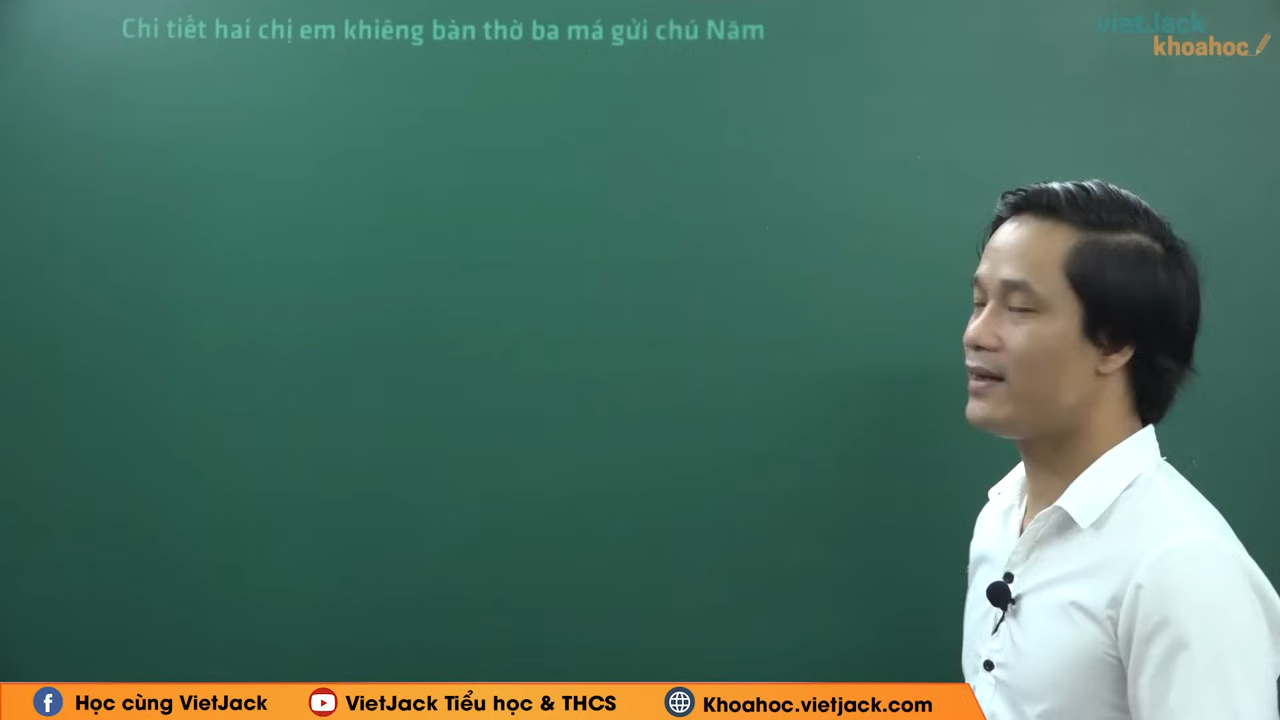 Chi tiết hai chị em khiêng bàn thờ ba má gửi chú Năm
vietJack
khoahoc
Học cùng VietJack
VietJack Tiểu học & THCS
Khoahoc.vietjack.com